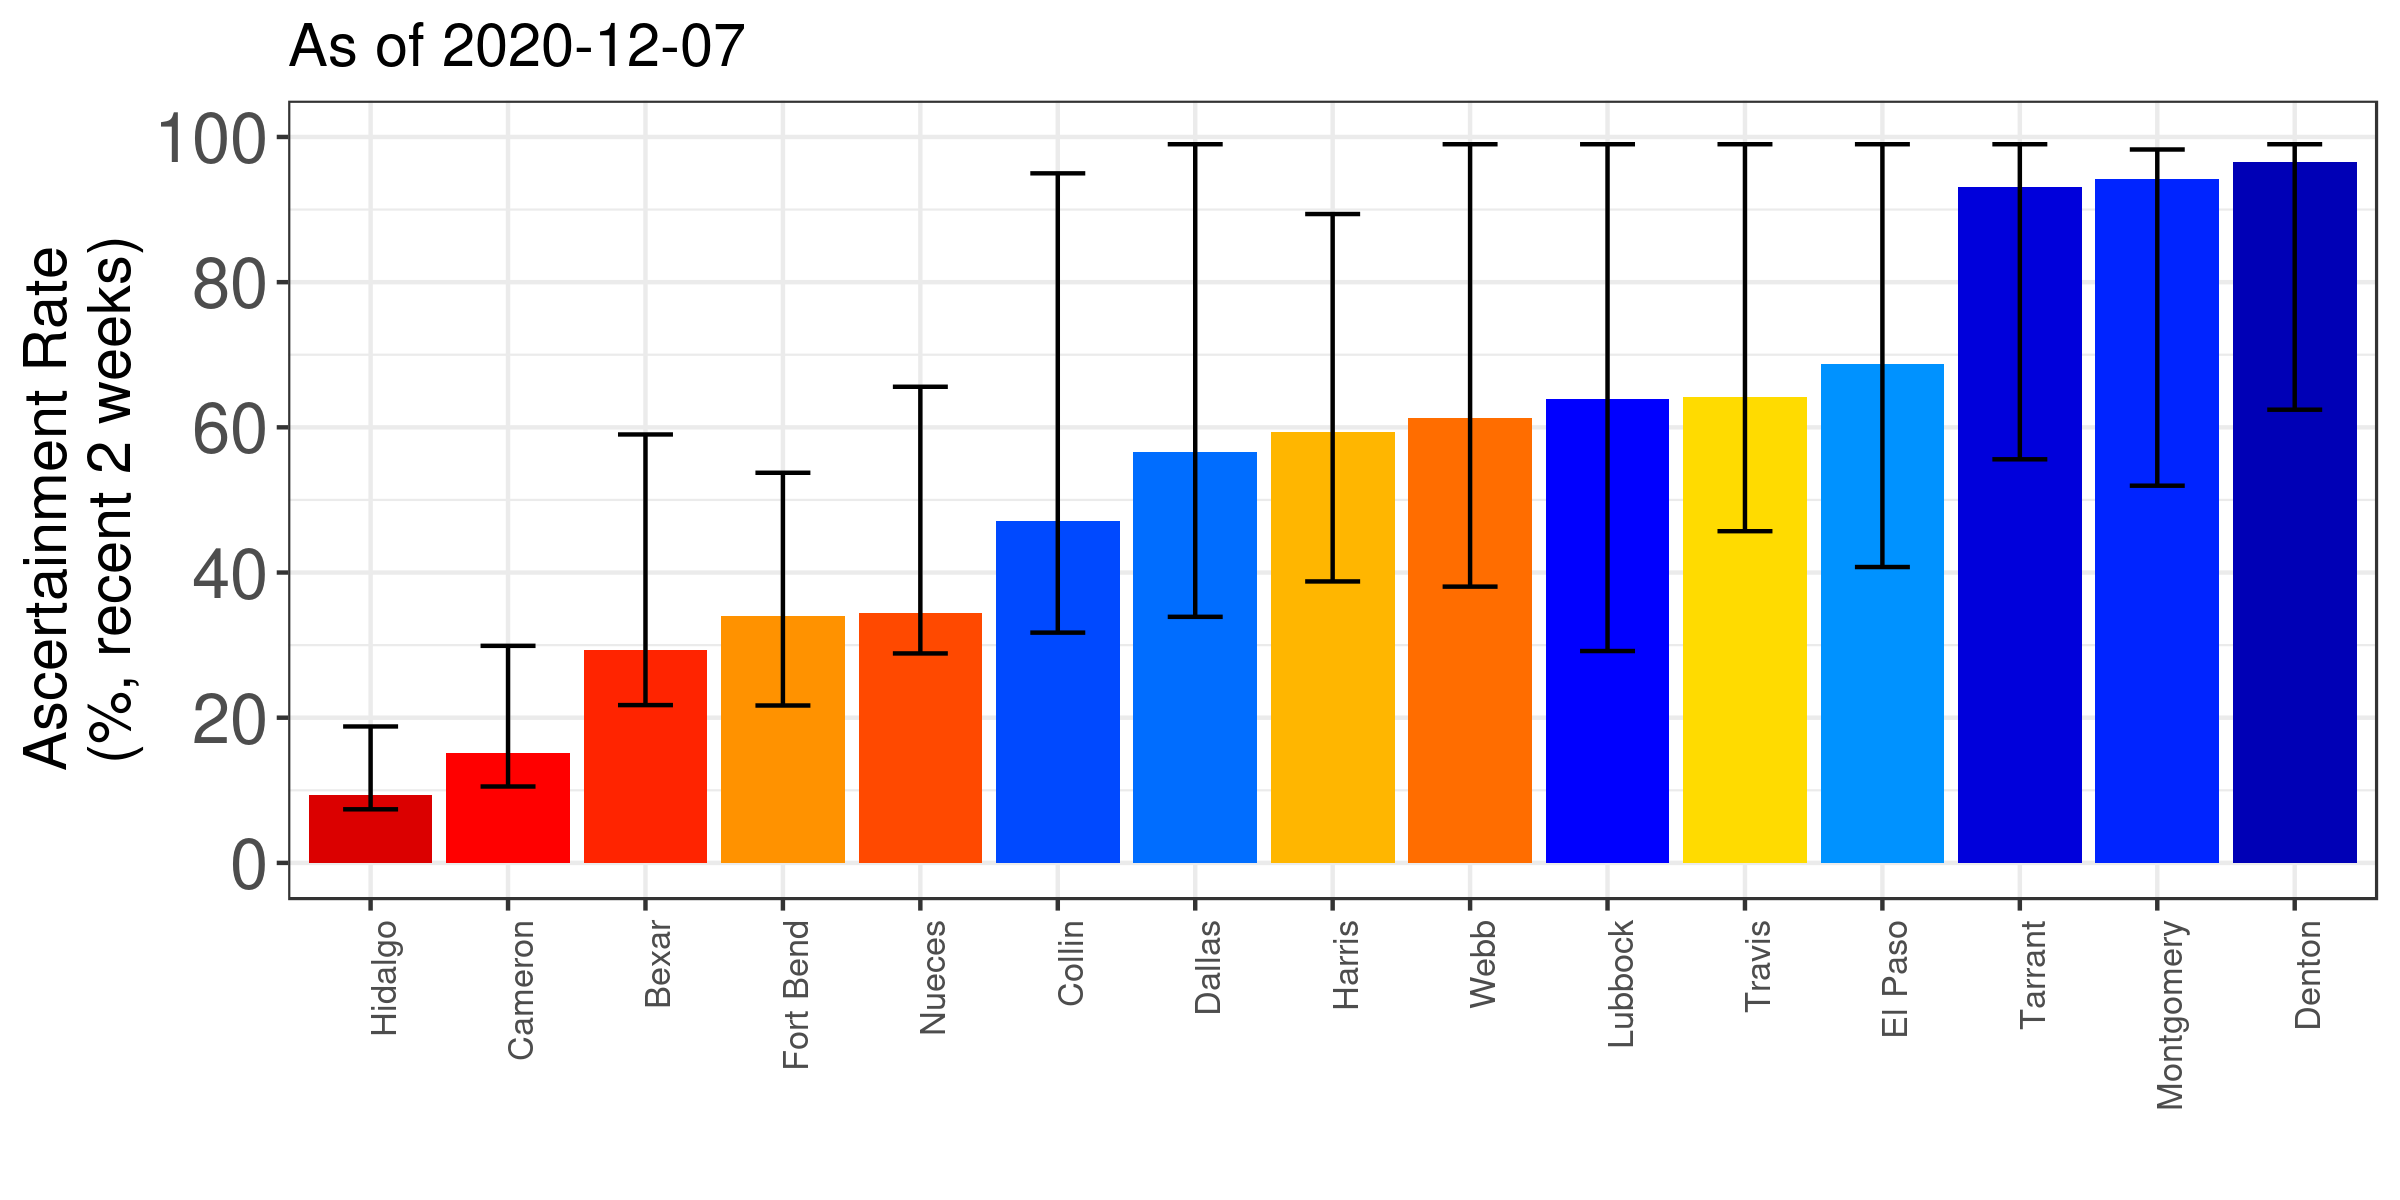 As of 2020-12-07
Ascertainment Rate
(%, recent 2 weeks)
100
80
60
40
20
0
Hidalgo
Cameron
Bexar
Fort Bend
Nueces
Collin
Dallas
Harris
Webb
Lubbock
Travis
El Paso
Tarrant
Montgomery
Denton